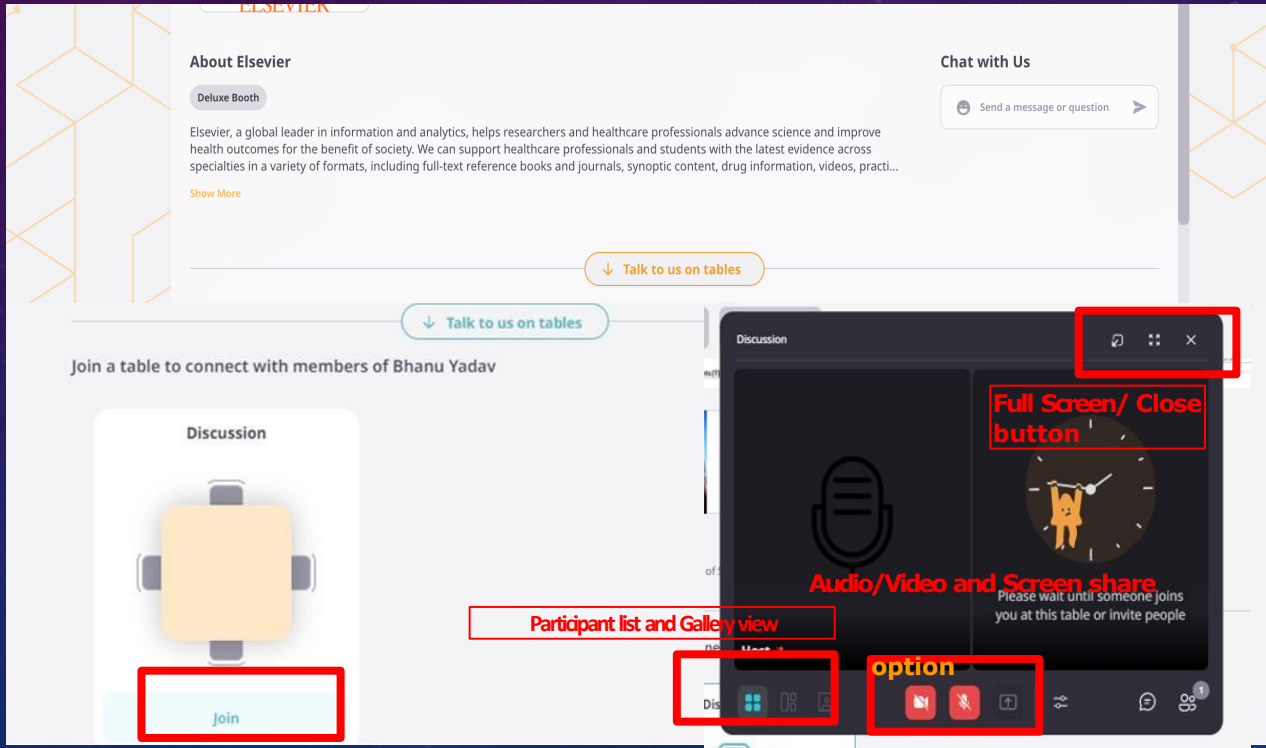 ELSEVIER
About Elsevier
Chat with Us
Deluxe Booth
Send a message or question
Elsevier, a global leader in information and analytics, helps researchers and healthcare professionals advance science and improve
health outcomes for the benefit of society. We can support healthcare professionals and students with the latest evidence across
specialties in a variety of formats, including full-text reference books and journals, synoptic content, drug information, videos, practi...
Show More
Talk to us on tables
Talk to us on tables
Join a table to connect with members of Bhanu Yadav
Discussion
Join
Discussion
Full Screen/ Close
button
Audio/Video and Screen share
Please wait until someone joins
you at this table or invite people
Participant list and Gallery view
Host
option
of
Dis
1